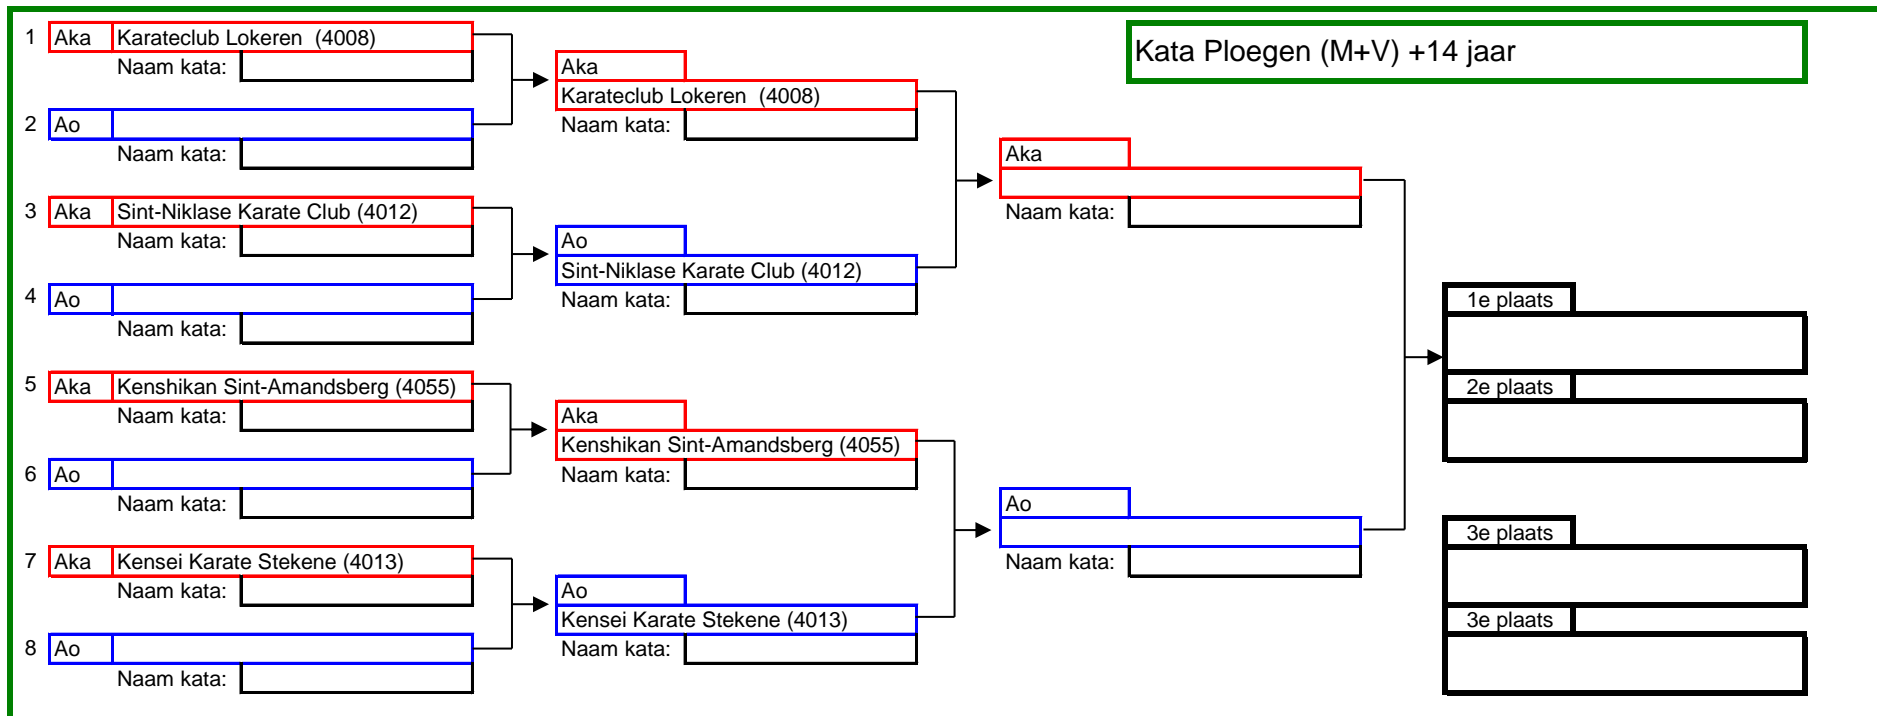 Kata Ploegen (M+V) +14 jaar
1 Aka Karateclub Lokeren (4008)
Naam kata:
2 Ao
Naam kata:
3 Aka Sint-Niklase Karate Club (4012)
Naam kata:
4 Ao
Naam kata:
5 Aka Kenshikan Sint-Amandsberg (4055)
Naam kata:
6 Ao
Naam kata:
7 Aka Kensei Karate Stekene (4013)
Naam kata:
8 Ao
Naam kata:
Aka
Karateclub Lokeren (4008)
Naam kata:
Ao
Sint-Niklase Karate Club (4012)
Naam kata:
Aka
Kenshikan Sint-Amandsberg (4055)
Naam kata:
Ao
Kensei Karate Stekene (4013)
Naam kata:
Aka
Naam kata:
Ao
Naam kata:
1e plaats
2e plaats
3e plaats
3e plaats